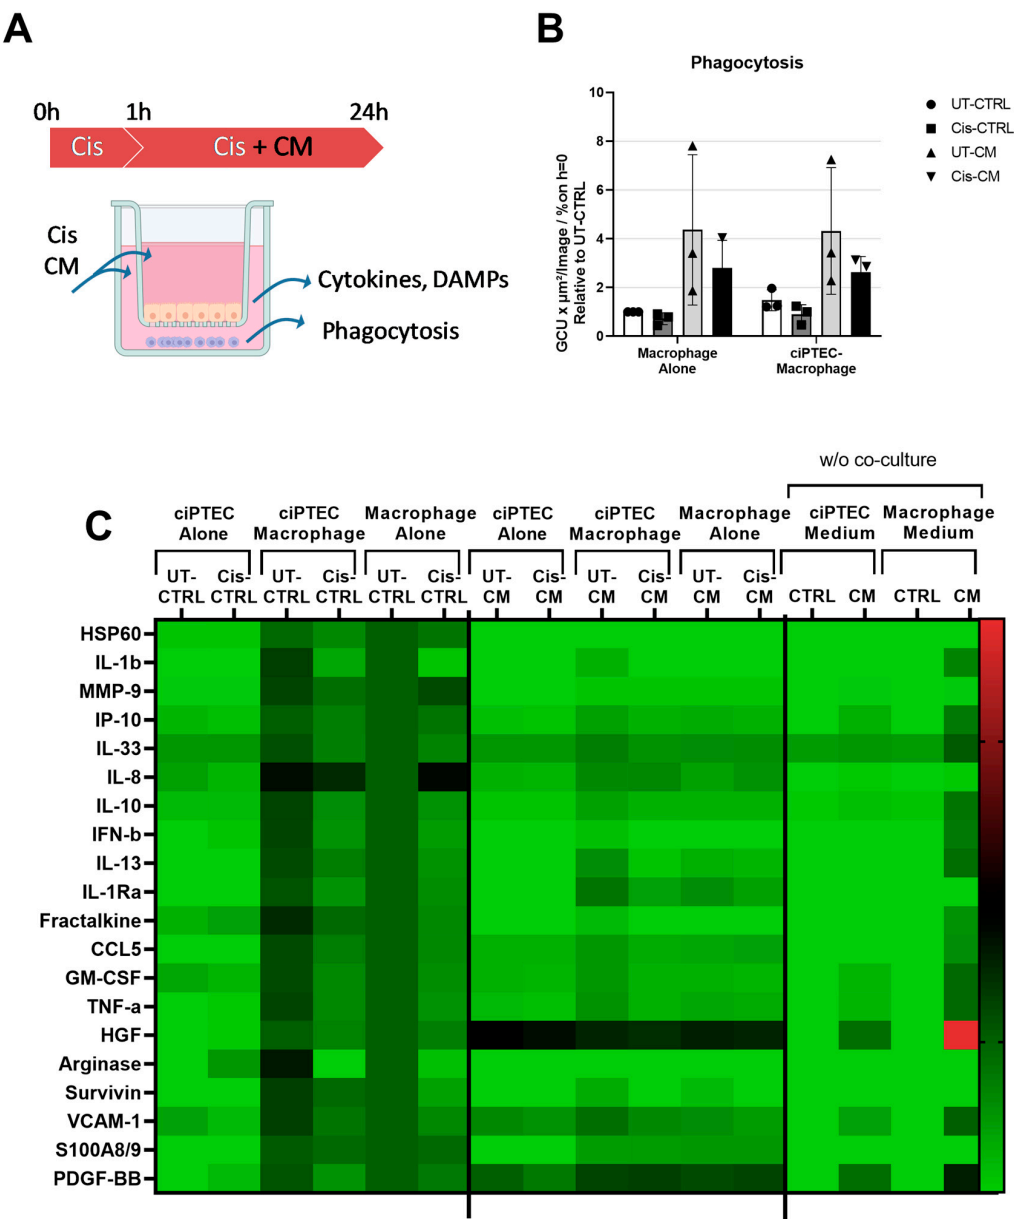 A
0h 1h 24h
Cis Cis + CM
Cis
CM
Cytokines, DAMPs
Phagocytosis
B
Phagocytosis
GCU x µm²/Image / %on h=0
Relative to UT-CTRL
10
8
6
4
2
0
Macrophage
Alone
ciPTEC-
Macrophage
UT-CTRL
Cis-CTRL
UT-CM
Cis-CM
C
w/o co-culture
ciPTEC
Alone
ciPTEC
Macrophage
Macrophage
Alone
ciPTEC
Alone
ciPTEC
Macrophage
Macrophage
Alone
ciPTEC
Medium
Macrophage
Medium
UT-
CTRL
Cis-
CTRL
UT-
CTRL
Cis-
CTRL
UT-
CTRL
Cis-
CTRL
UT-
CM
Cis-
CM
UT-
CM
Cis-
CM
UT-
CM
Cis-
CM
CTRL
CM
CTRL
CM
HSP60
IL-1b
MMP-9
IP-10
IL-33
IL-8
IL-10
IFN-b
IL-13
IL-1Ra
Fractalkine
CCL5
GM-CSF
TNF-a
HGF
Arginase
Survivin
VCAM-1
S100A8/9
PDGF-BB